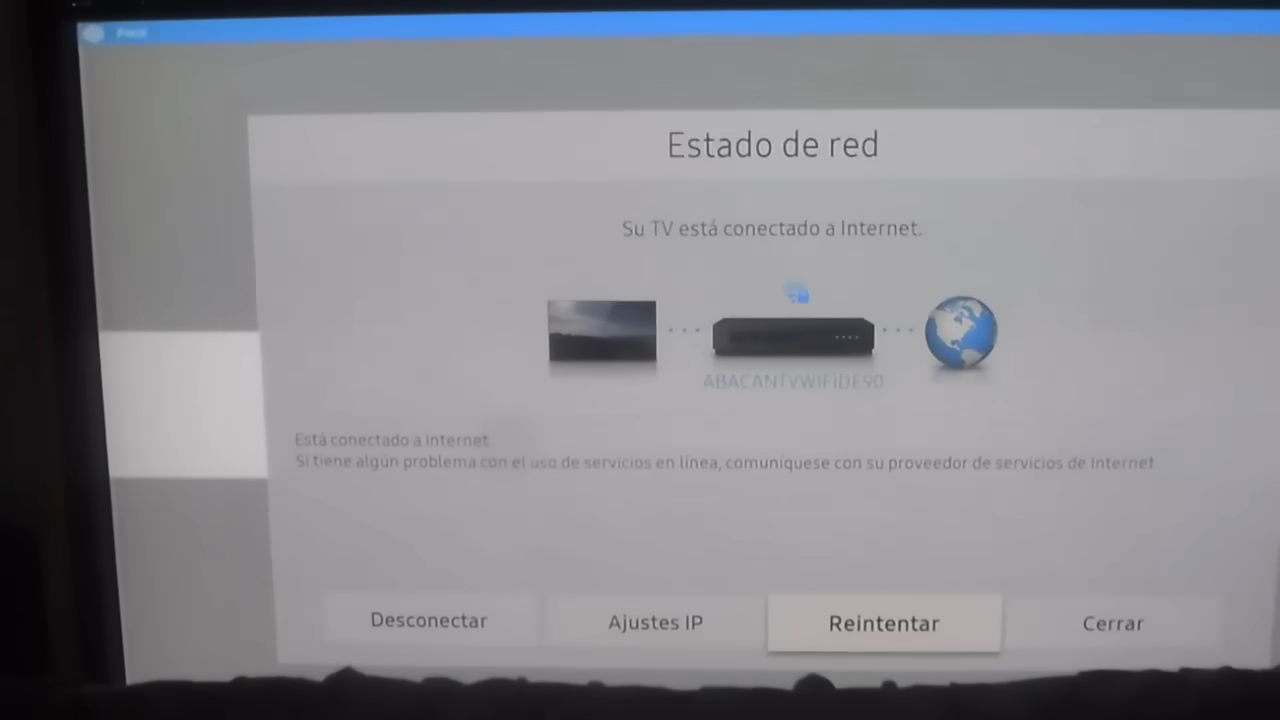 Estado de red
Su TV está conectado a Internet.
ABACANTVWIFIDE90
Está conectado a Internet.
Si tiene algún problema con el uso de servicios en línea, comuníquese con su proveedor de servicios de Internet
Desconectar
Ajustes IP
Reintentar
Cerrar